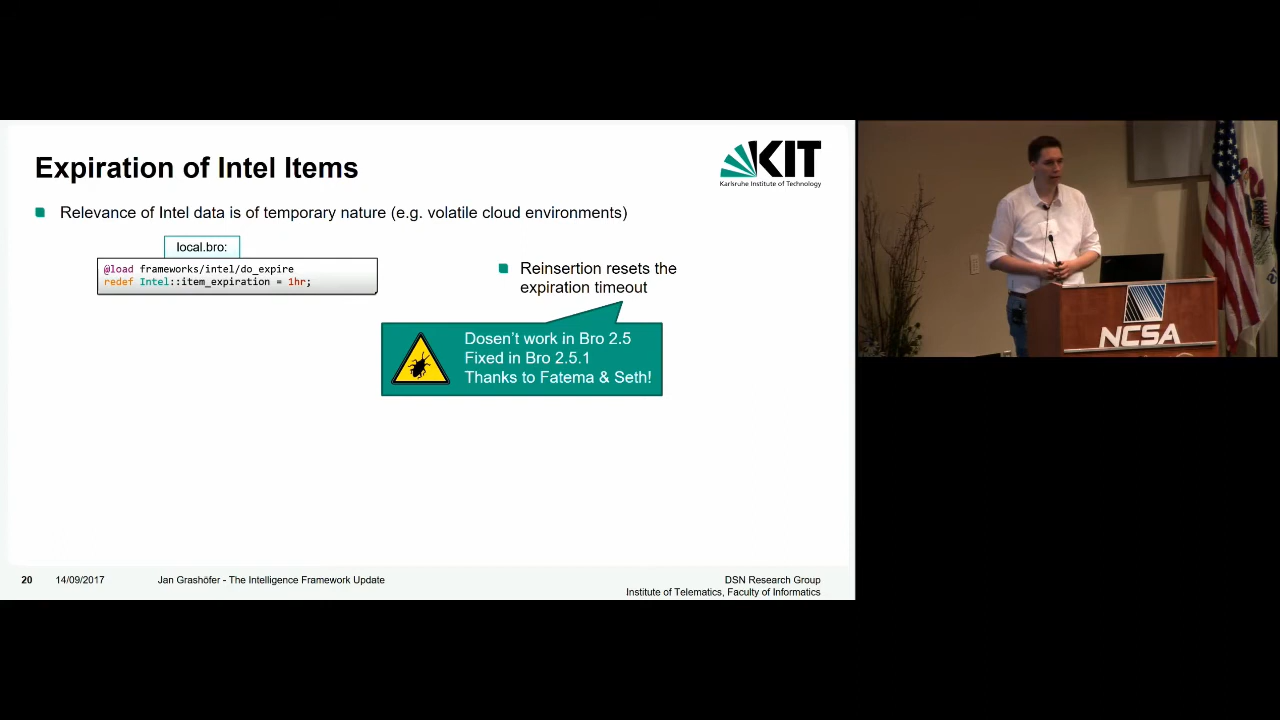 Expiration of Intel Items
KIT
Karlsruhe Institute of Technology
Relevance of Intel data is of temporary nature (e.g. volatile cloud environments)
local.bro:
@load frameworks/intel/do_expire
redef Intel::item_expiration = 1hr;
Reinsertion resets the
expiration timeout
Dosen't work in Bro 2.5
Fixed in Bro 2.5.1
Thanks to Fatema & Seth!
20
14/09/2017
Jan Grashöfer - The Intelligence Framework Update
DSN Research Group
Institute of Telematics, Faculty of Informatics
NCSA